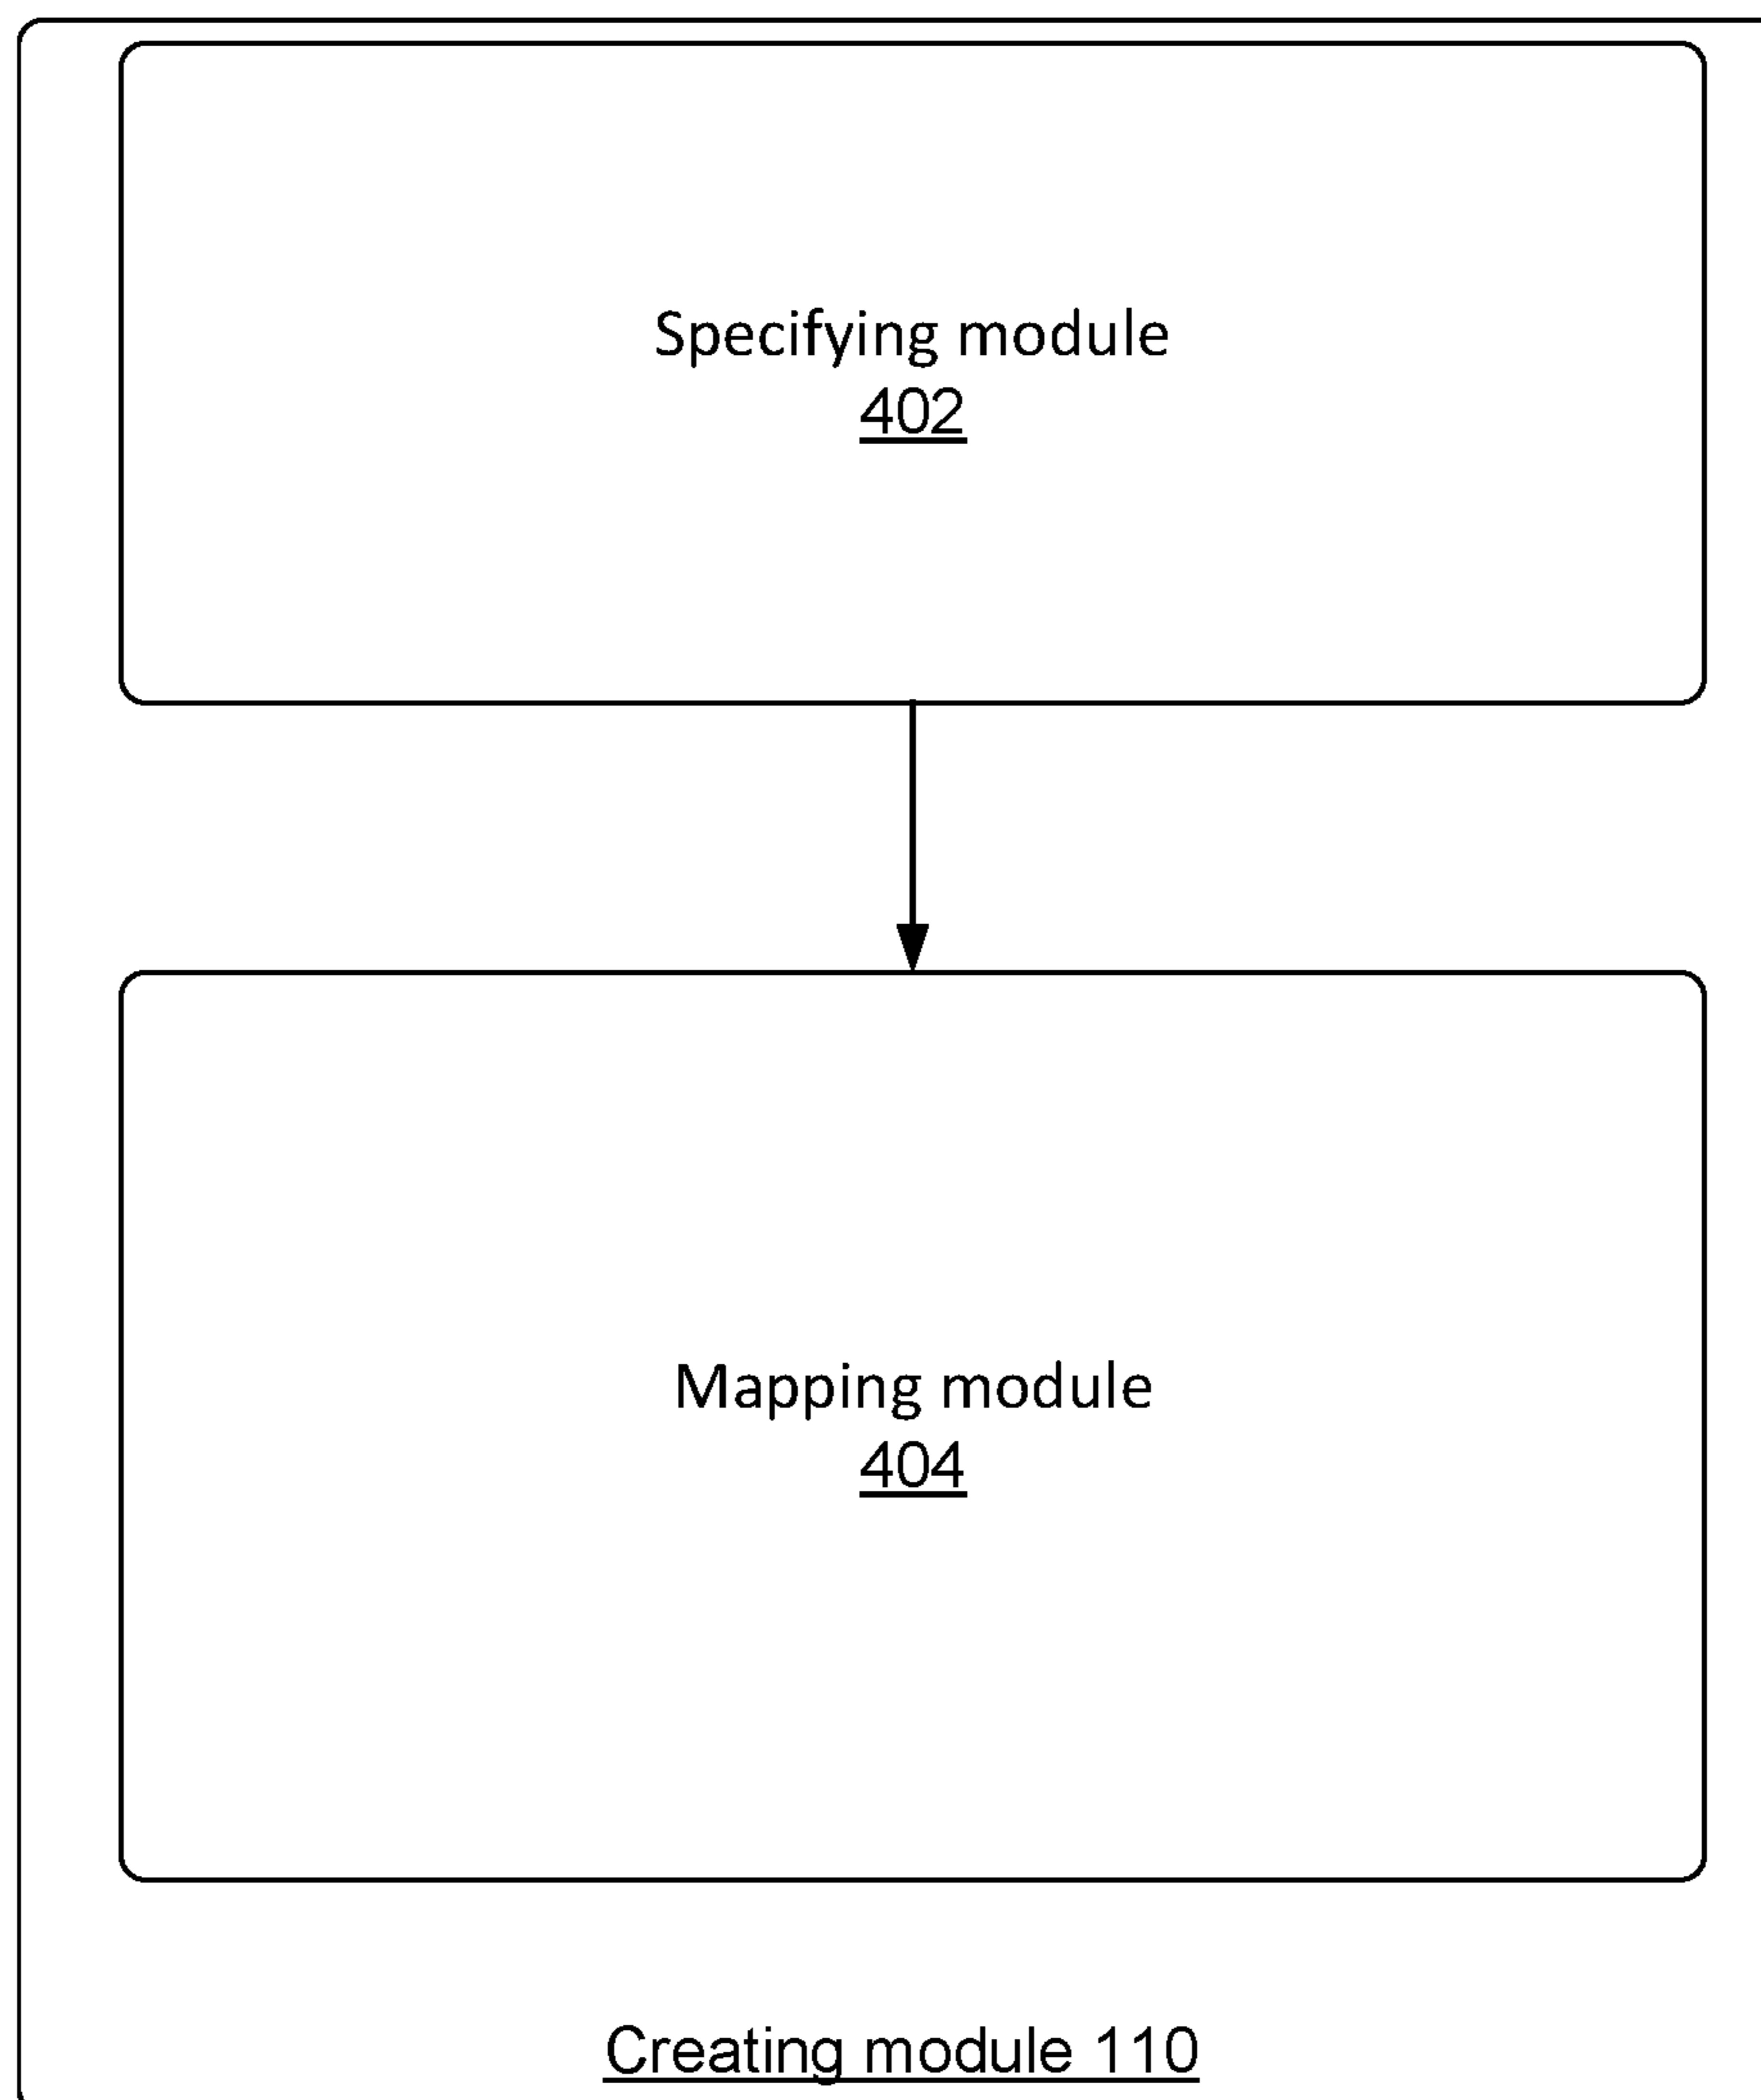 Specifying module
402
Mapping module
404
Creating module 110